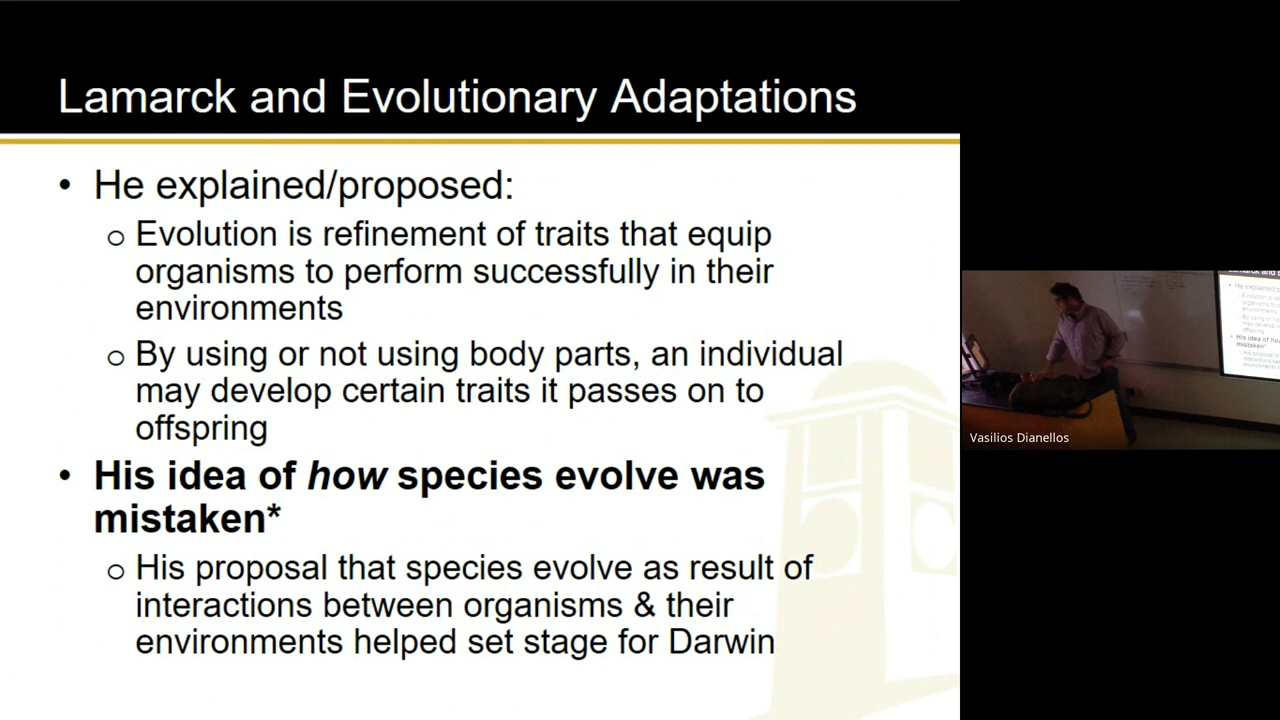 Lamarck and Evolutionary Adaptations
• He explained/proposed:
o Evolution is refinement of traits that equip
organisms to perform successfully in their
environments
o By using or not using body parts, an individual
may develop certain traits it passes on to
offspring
• His idea of how species evolve was
mistaken*
o His proposal that species evolve as result of
interactions between organisms & their
environments helped set stage for Darwin
Vasilios Dianellos